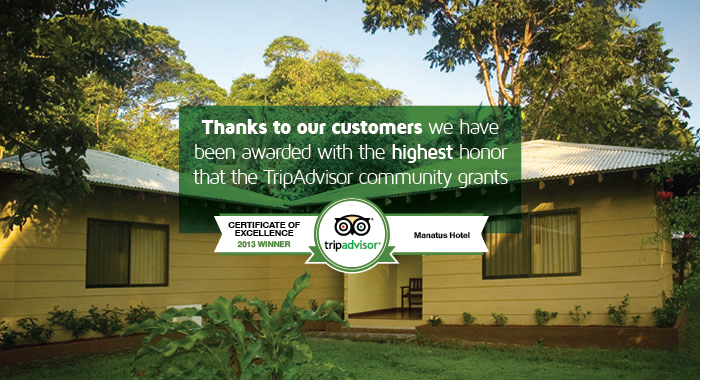 Thanks to our customers we have
been awarded with the highest honor
that the TripAdvisor community grants
CERTIFICATE OF
EXCELLENCE
2013 WINNER
tripadvisor®
Manatus Hotel